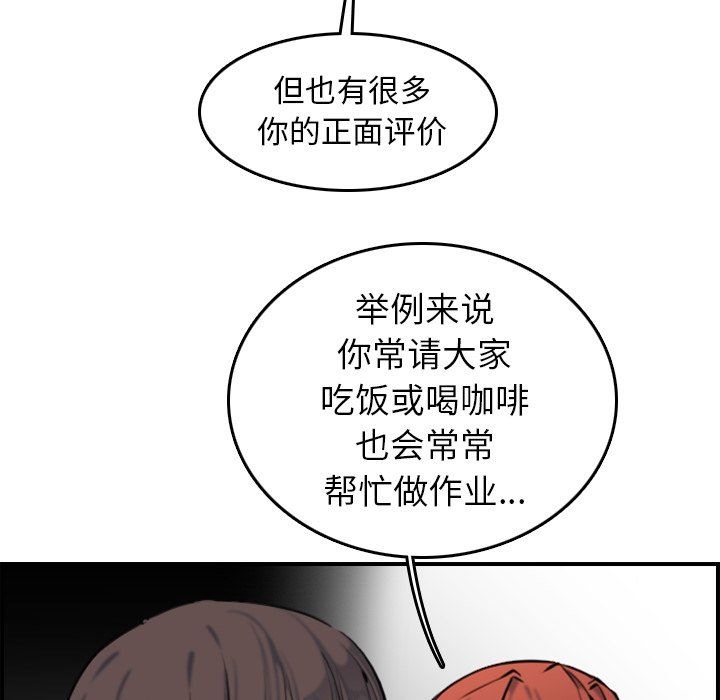 但也有很多
你的正面评价
举例来说
你常请大家
吃饭或喝咖啡
也会常常
帮忙做作业...